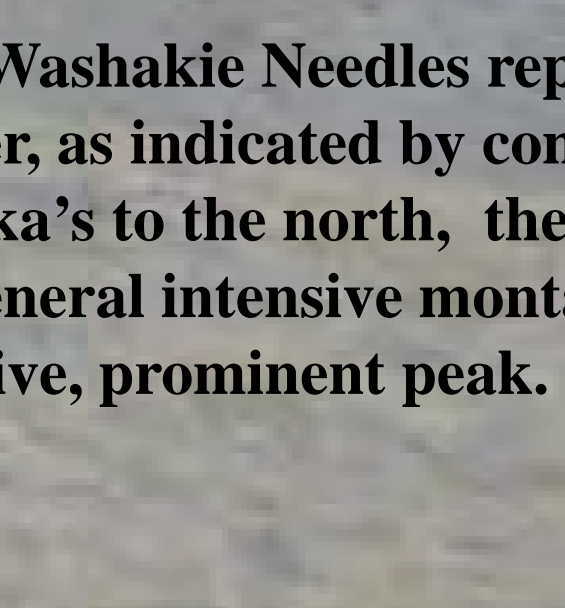 Washakie Needles rep
er, as indicated by con
ka’s to the north,  the
eneral intensive monta
ive, prominent peak.